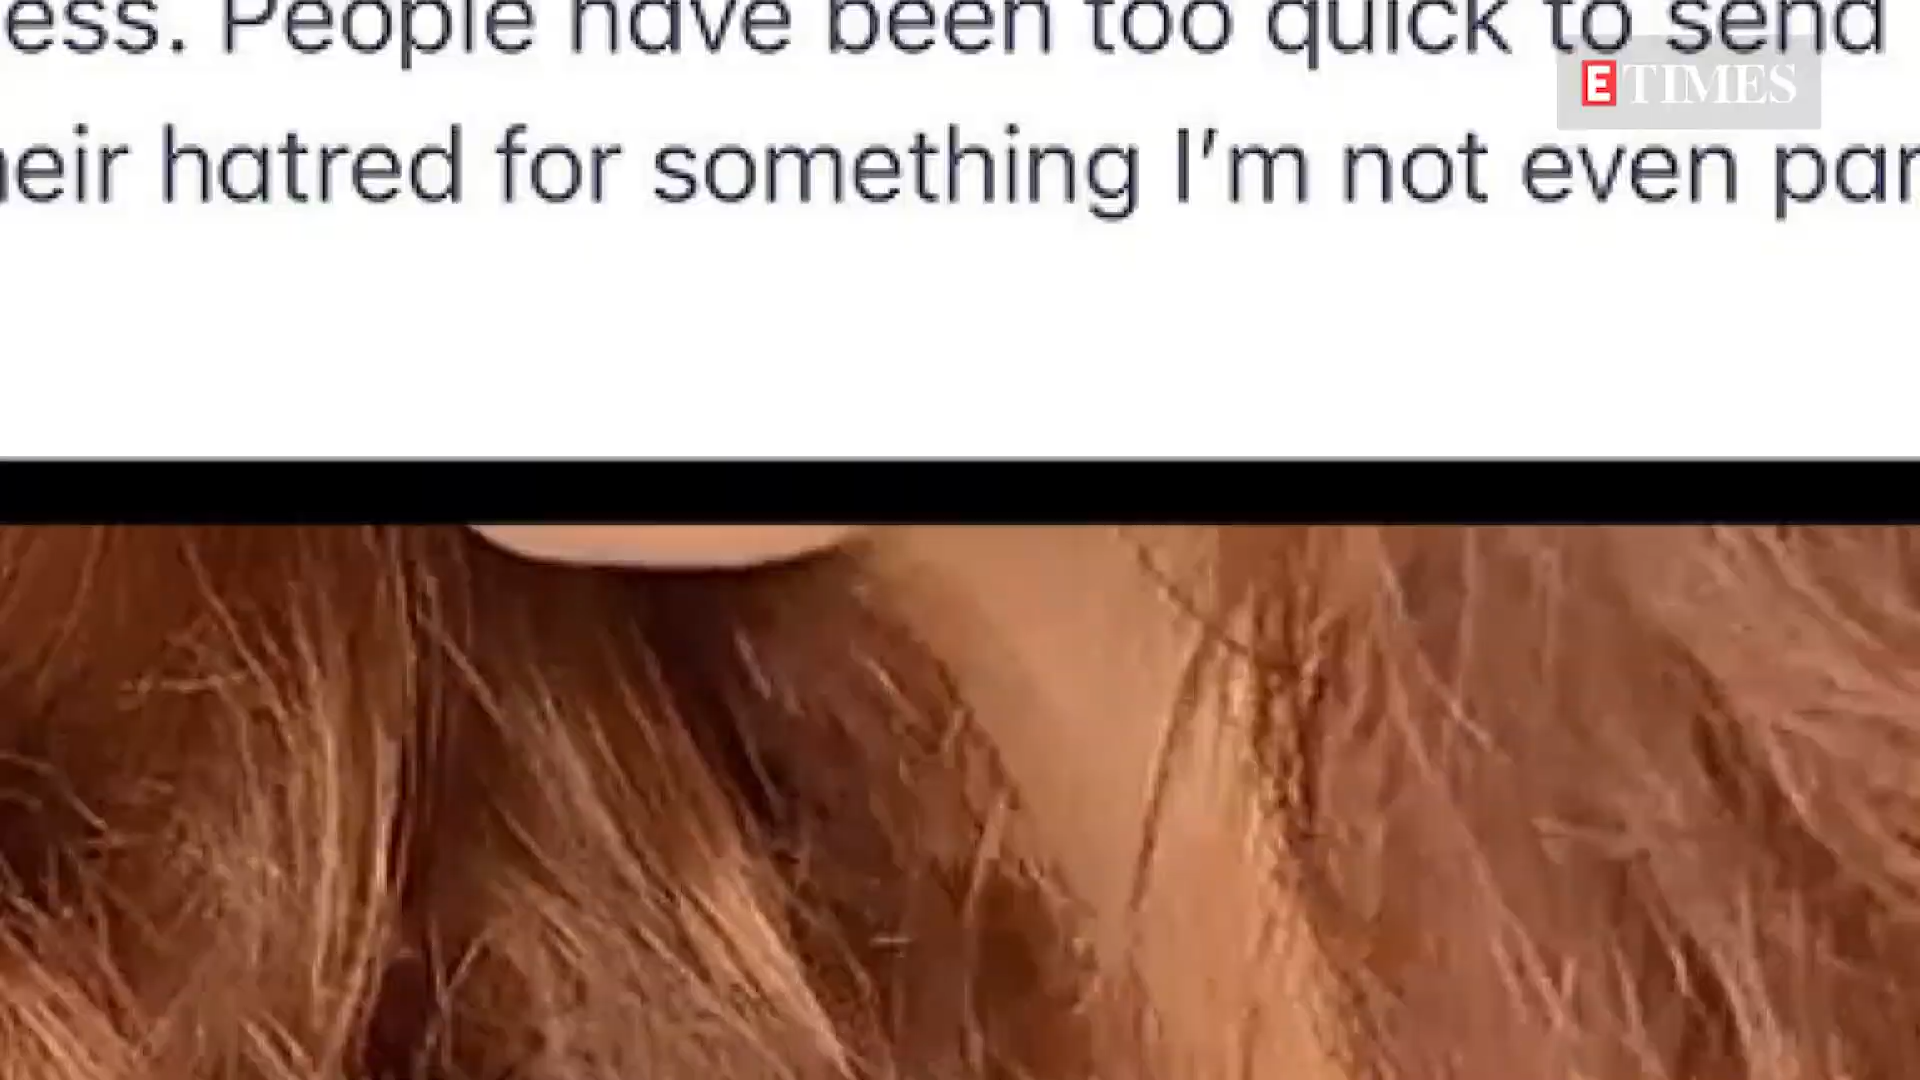 ess. People have been too quick to send
ETIMES
heir hatred for something I'm not even par